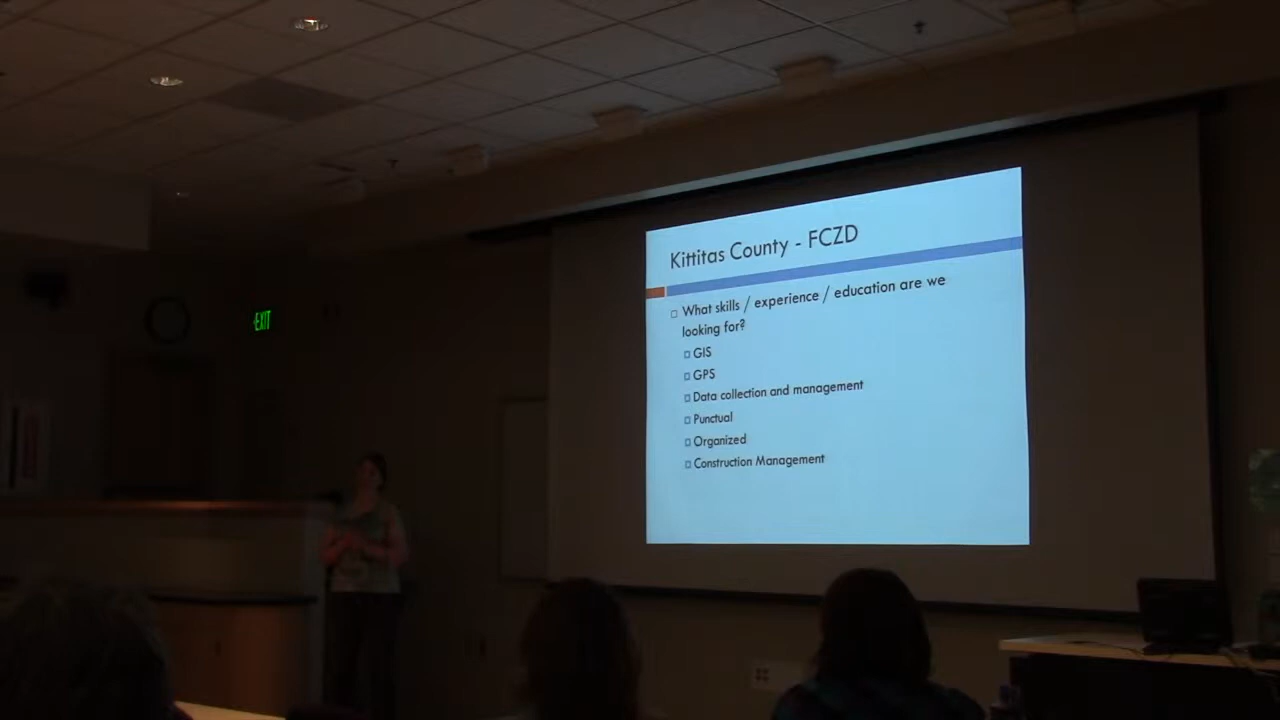 Kittitas County - FCZD
What skills / experience / education are we
looking for?
GIS
GPS
Data collection and management
Punctual
Organized
Construction Management
EXIT